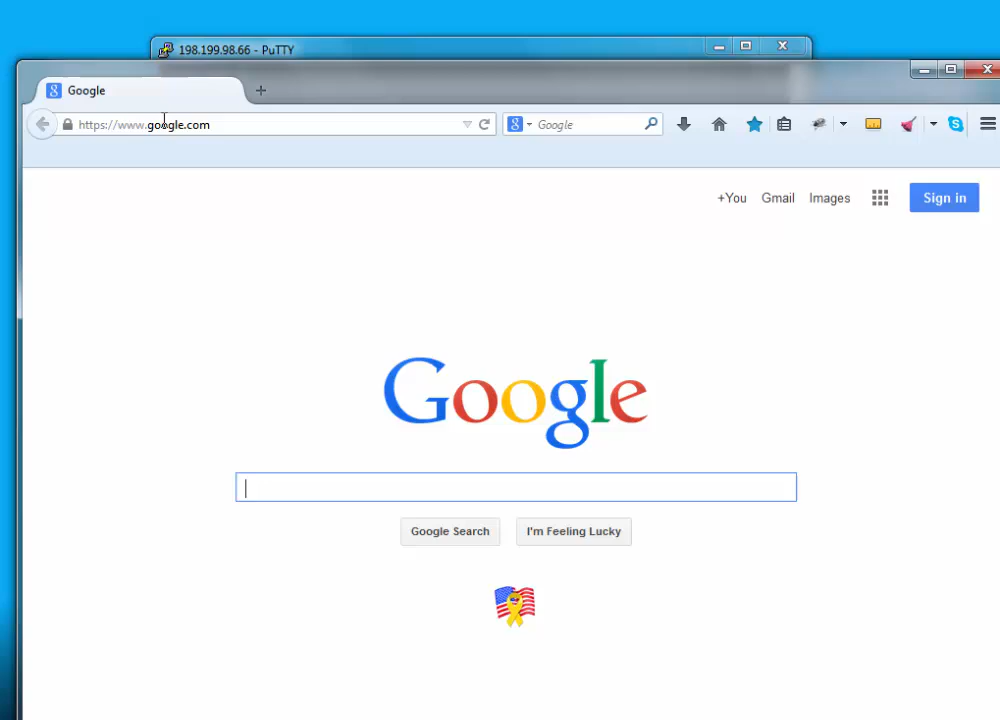 198.199.98.66 - PuTTY
Google
https://www.google.com
Google
+You Gmail Images Sign in
Google
Google Search I'm Feeling Lucky